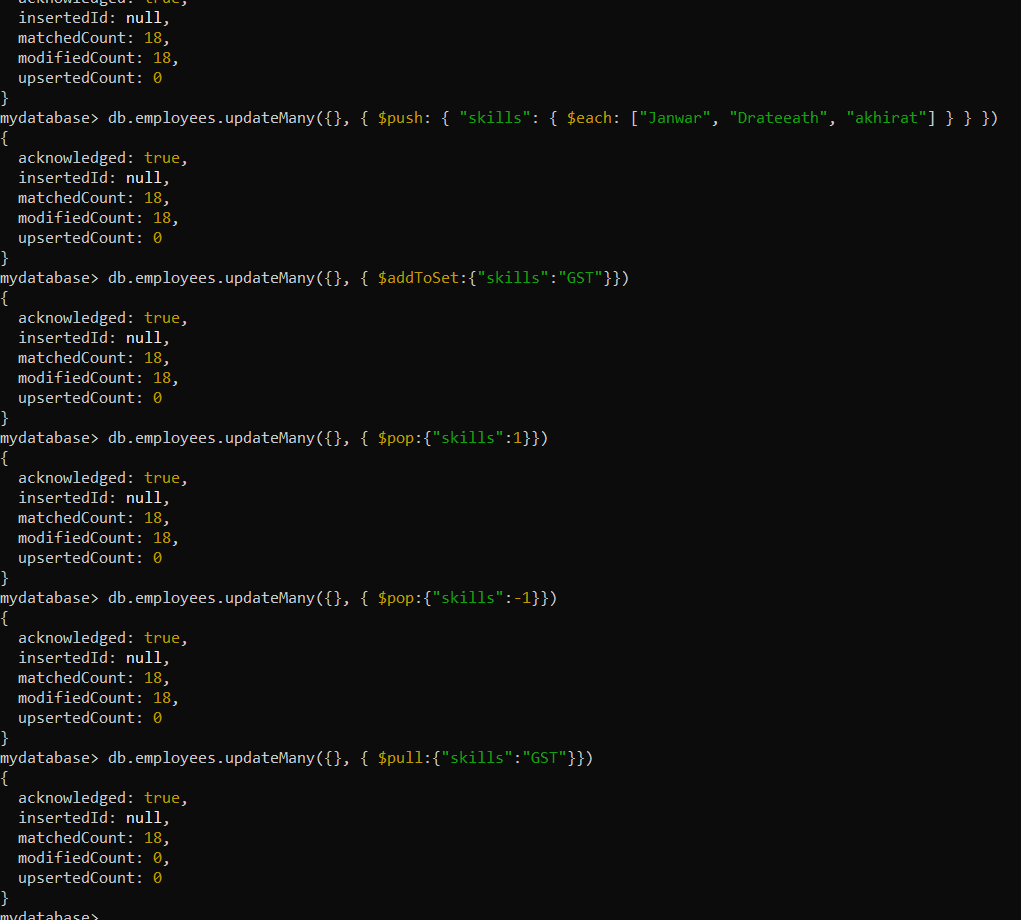 acknowledged: true,
insertedId: null,
matchedCount: 18,
modifiedCount: 18,
upsertedCount: 0
}
mydatabase> db.employees.updateMany({}, { $push: { "skills": { $each: ["Janwar", "Drateeath", "akhirat"] } } })
{
acknowledged: true,
insertedId: null,
matchedCount: 18,
modifiedCount: 18,
upsertedCount: 0
}
mydatabase> db.employees.updateMany({}, { $addToSet:{"skills":"GST"}})
{
acknowledged: true,
insertedId: null,
matchedCount: 18,
modifiedCount: 18,
upsertedCount: 0
}
mydatabase> db.employees.updateMany({}, { $pop:{"skills":1}})
{
acknowledged: true,
insertedId: null,
matchedCount: 18,
modifiedCount: 18,
upsertedCount: 0
}
mydatabase> db.employees.updateMany({}, { $pop:{"skills":-1}})
{
acknowledged: true,
insertedId: null,
matchedCount: 18,
modifiedCount: 18,
upsertedCount: 0
}
mydatabase> db.employees.updateMany({}, { $pull:{"skills":"GST"}})
{
acknowledged: true,
insertedId: null,
matchedCount: 18,
modifiedCount: 0,
upsertedCount: 0
}
mydatabase>